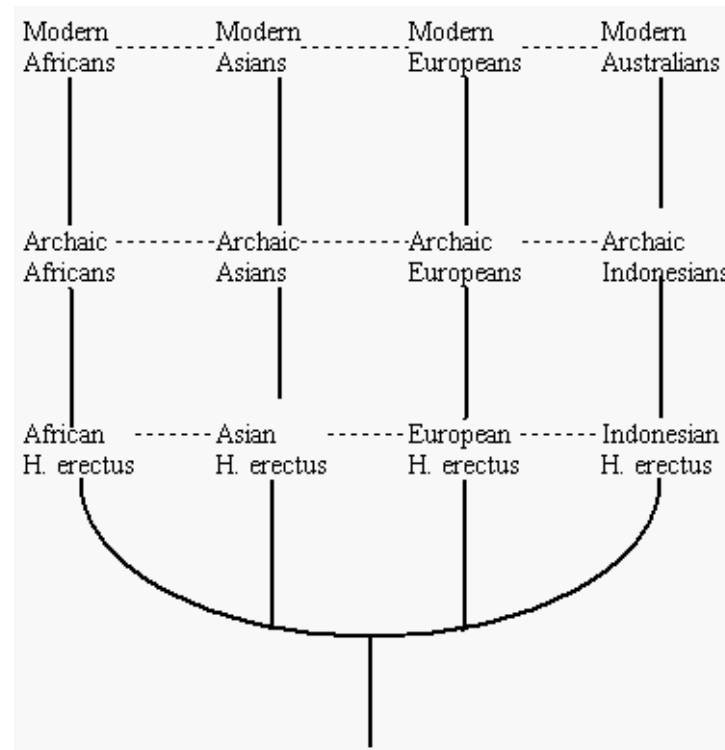 Modern
Africans
Modern
Asians
Modern
Europeans
Modern
Australians
Archaic
Africans
Archaic
Asians
Archaic
Europeans
Archaic
Indonesians
African
H. erectus
Asian
H. erectus
European
H. erectus
Indonesian
H. erectus